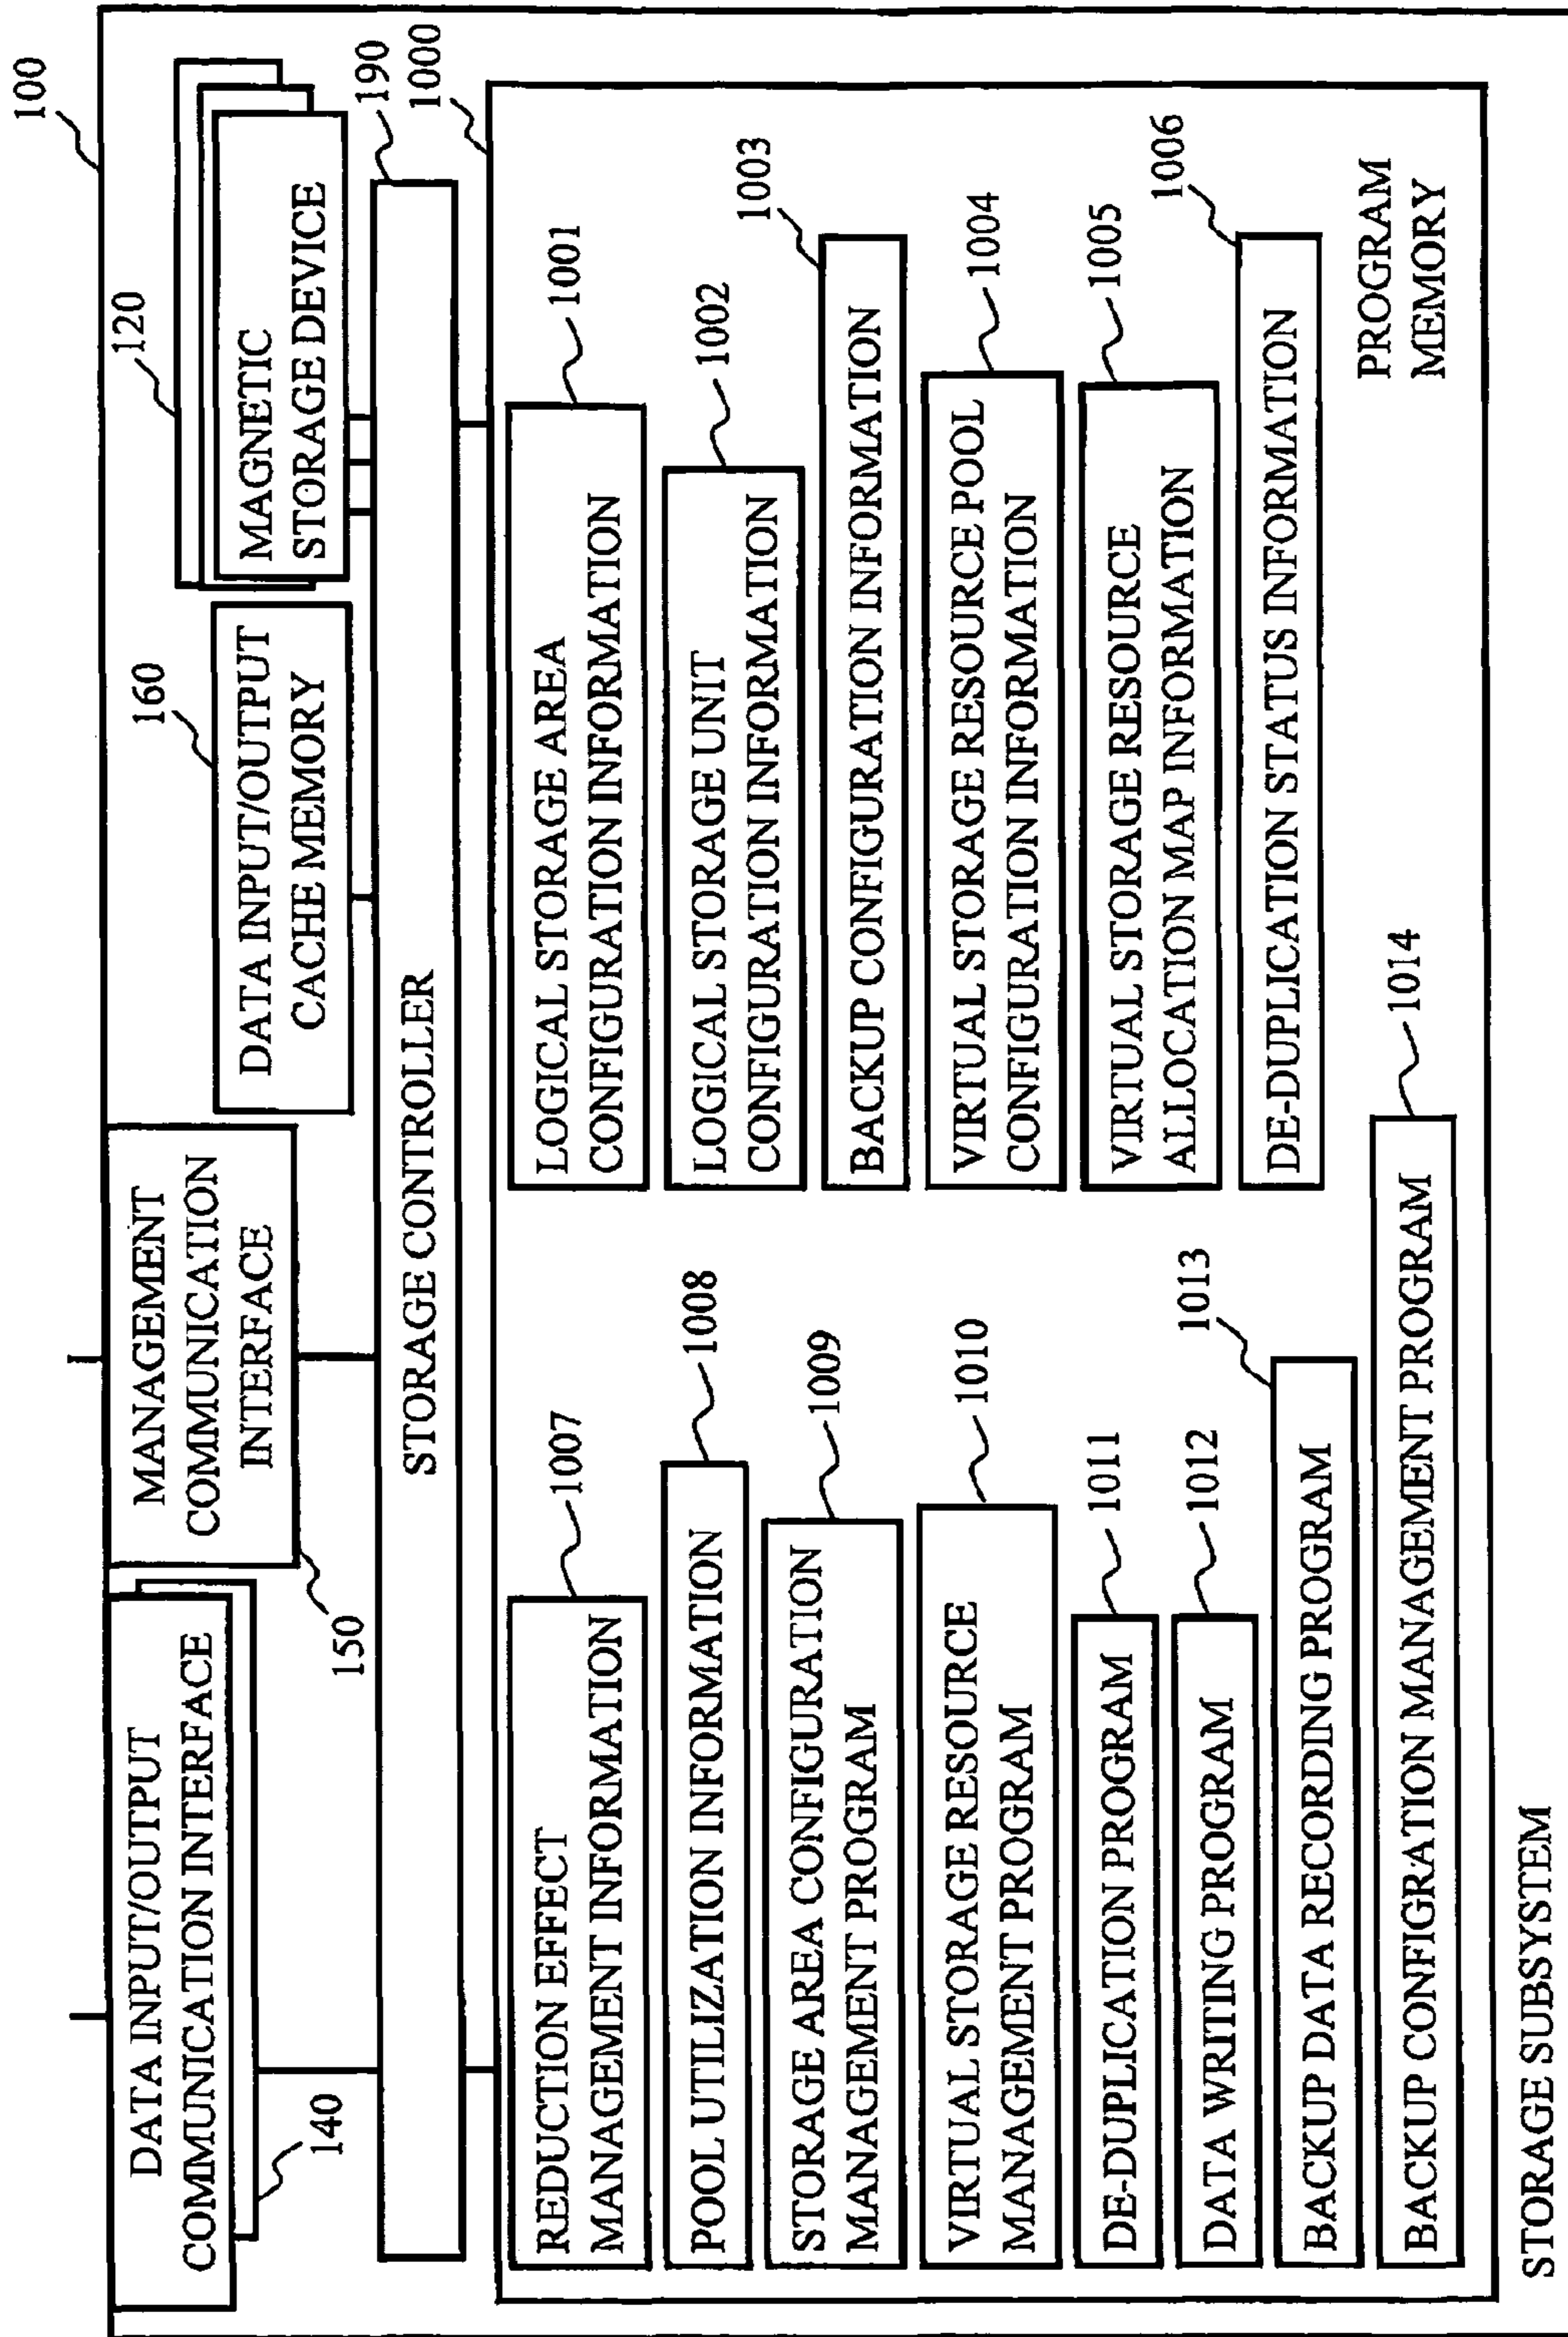 100
DATA INPUT/OUTPUT
COMMUNICATION INTERFACE
140
MANAGEMENT
COMMUNICATION
INTERFACE
150
DATA INPUT/OUTPUT
CACHE MEMORY
160
MAGNETIC
STORAGE DEVICE
120
STORAGE CONTROLLER
190
1000
REDUCTION EFFECT
MANAGEMENT INFORMATION
1007
POOL UTILIZATION INFORMATION
1008
STORAGE AREA CONFIGURATION
MANAGEMENT PROGRAM
1009
VIRTUAL STORAGE RESOURCE
MANAGEMENT PROGRAM
1010
DE-DUPLICATION PROGRAM
1011
DATA WRITING PROGRAM
1012
BACKUP DATA RECORDING PROGRAM
1013
BACKUP CONFIGRATION MANAGEMENT PROGRAM
1014
LOGICAL STORAGE AREA
CONFIGURATION INFORMATION
1001
LOGICAL STORAGE UNIT
CONFIGURATION INFORMATION
1002
BACKUP CONFIGURATION INFORMATION
1003
VIRTUAL STORAGE RESOURCE POOL
CONFIGURATION INFORMATION
1004
VIRTUAL STORAGE RESOURCE
ALLOCATION MAP INFORMATION
1005
DE-DUPLICATION STATUS INFORMATION
1006
PROGRAM
MEMORY
STORAGE SUBSYSTEM